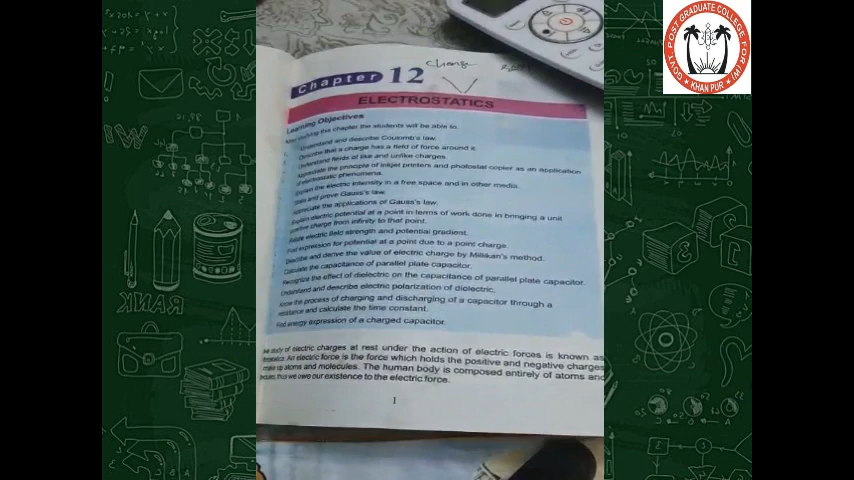 Charge
Chapter 12
ELECTROSTATICS
Learning Objectives
After studying this chapter the students will be able to:
Understand and describe Coulomb's law.
Describe that a charge has a field of force around it.
Understand fields of like and unlike charges.
Appreciate the principle of inkjet printers and photostat copier as an application
of electrostatic phenomena.
Explain the electric intensity in a free space and in other media.
State and prove Gauss's law.
Appreciate the applications of Gauss's law.
Explain electric potential at a point in terms of work done in bringing a unit
positive charge from infinity to that point.
Relate electric field strength and potential gradient.
Find expression for potential at a point due to a point charge.
Describe and derive the value of electric charge by Millikan's method.
Calculate the capacitance of parallel plate capacitor.
Recognize the effect of dielectric on the capacitance of parallel plate capacitor.
Understand and describe electric polarization of dielectric.
Know the process of charging and discharging of a capacitor through a
resistance and calculate the time constant.
Find energy expression of a charged capacitor.
study of electric charges at rest under the action of electric forces is known as
An electric force is the force which holds the positive and negative charges
make up atoms and molecules. The human body is composed entirely of atoms and
thus we owe our existence to the electric force.
1
GOVT. POST GRADUATE COLLEGE FOR (W)
KHAN PUR
RANK